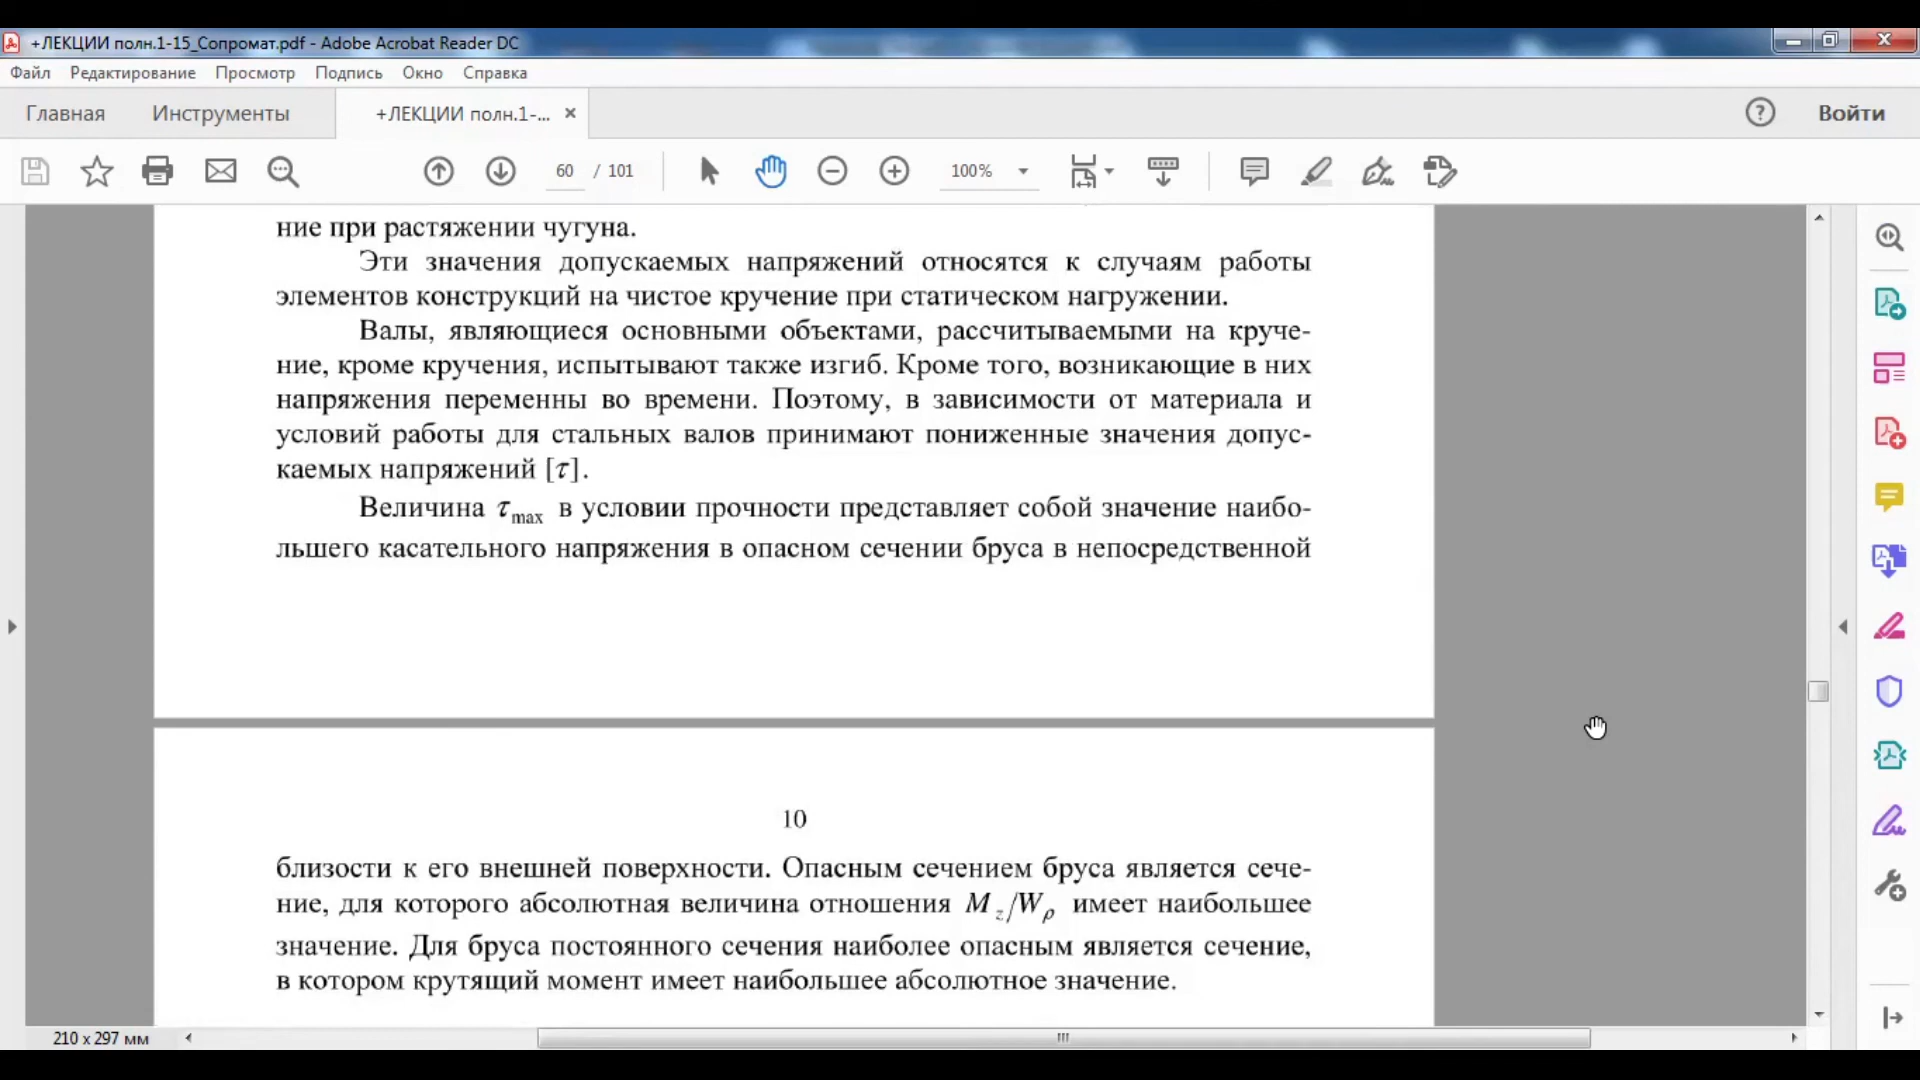 +ЛЕКЦИИ полн.1-15_Сопромат.pdf - Adobe Acrobat Reader DC
Файл Редактирование Просмотр Подпись Окно Справка
Главная Инструменты +ЛЕКЦИИ полн.1-... Войти
60 / 101 100%
ние при растяжении чугуна.
Эти значения допускаемых напряжений относятся к случаям работы
элементов конструкций на чистое кручение при статическом нагружении.
Валы, являющиеся основными объектами, рассчитываемыми на круче-
ние, кроме кручения, испытывают также изгиб. Кроме того, возникающие в них
напряжения переменны во времени. Поэтому, в зависимости от материала и
условий работы для стальных валов принимают пониженные значения допус-
каемых напряжений [τ].
Величина τmax в условии прочности представляет собой значение наибо-
льшего касательного напряжения в опасном сечении бруса в непосредственной
10
близости к его внешней поверхности. Опасным сечением бруса является сече-
ние, для которого абсолютная величина отношения Mz/Wρ имеет наибольшее
значение. Для бруса постоянного сечения наиболее опасным является сечение,
в котором крутящий момент имеет наибольшее абсолютное значение.
210 x 297 мм